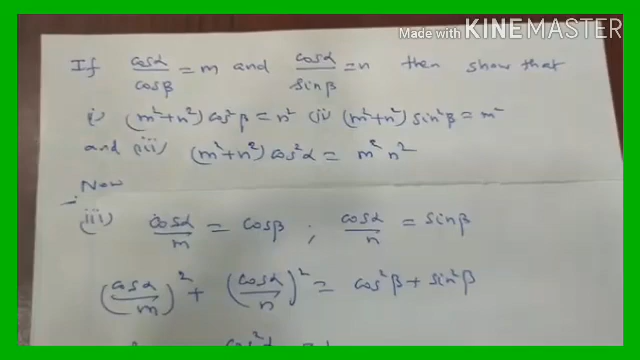 Made with KINEMASTER
If cosα/cosβ = m and cosα/sinβ = n then show that
i) (m²+n²) cos²β = n² (ii) (m²+n²) sin²β = m²
and (iii) (m²+n²) cos²α = m² n²
Now
(iii) cosα/m = cosβ ; cosα/n = sinβ
(cosα/m)² + (cosα/n)² = cos²β + sin²β